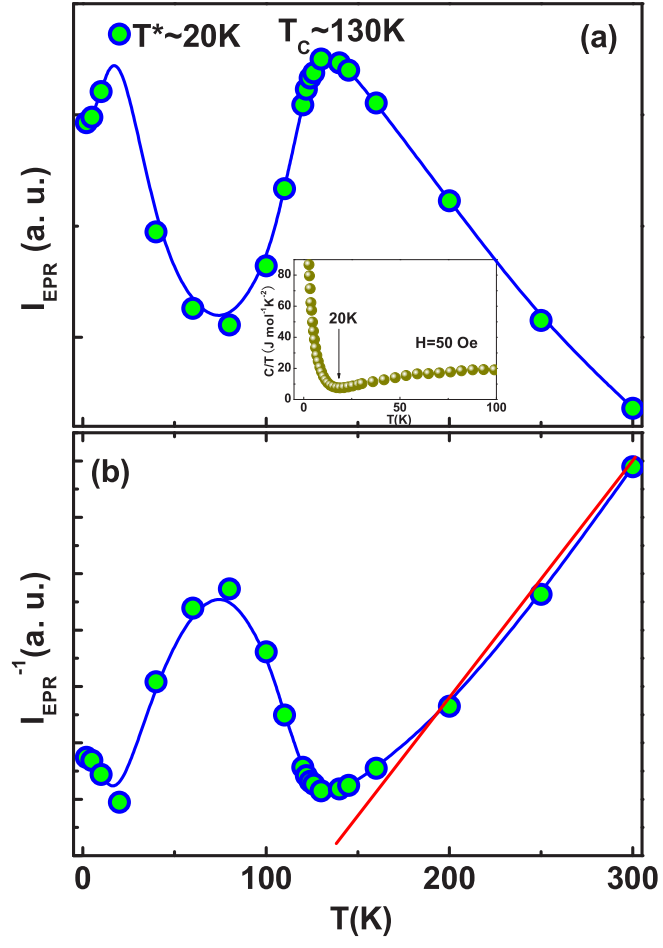 T*~20K
T_C~130K
(a)
I_EPR (a. u.)
80
60
40
20
0
C/T (J mol⁻¹K⁻²)
20K
H=50 Oe
0 50 100
T(K)
(b)
I_EPR⁻¹(a. u.)
0 100 200 300
T(K)